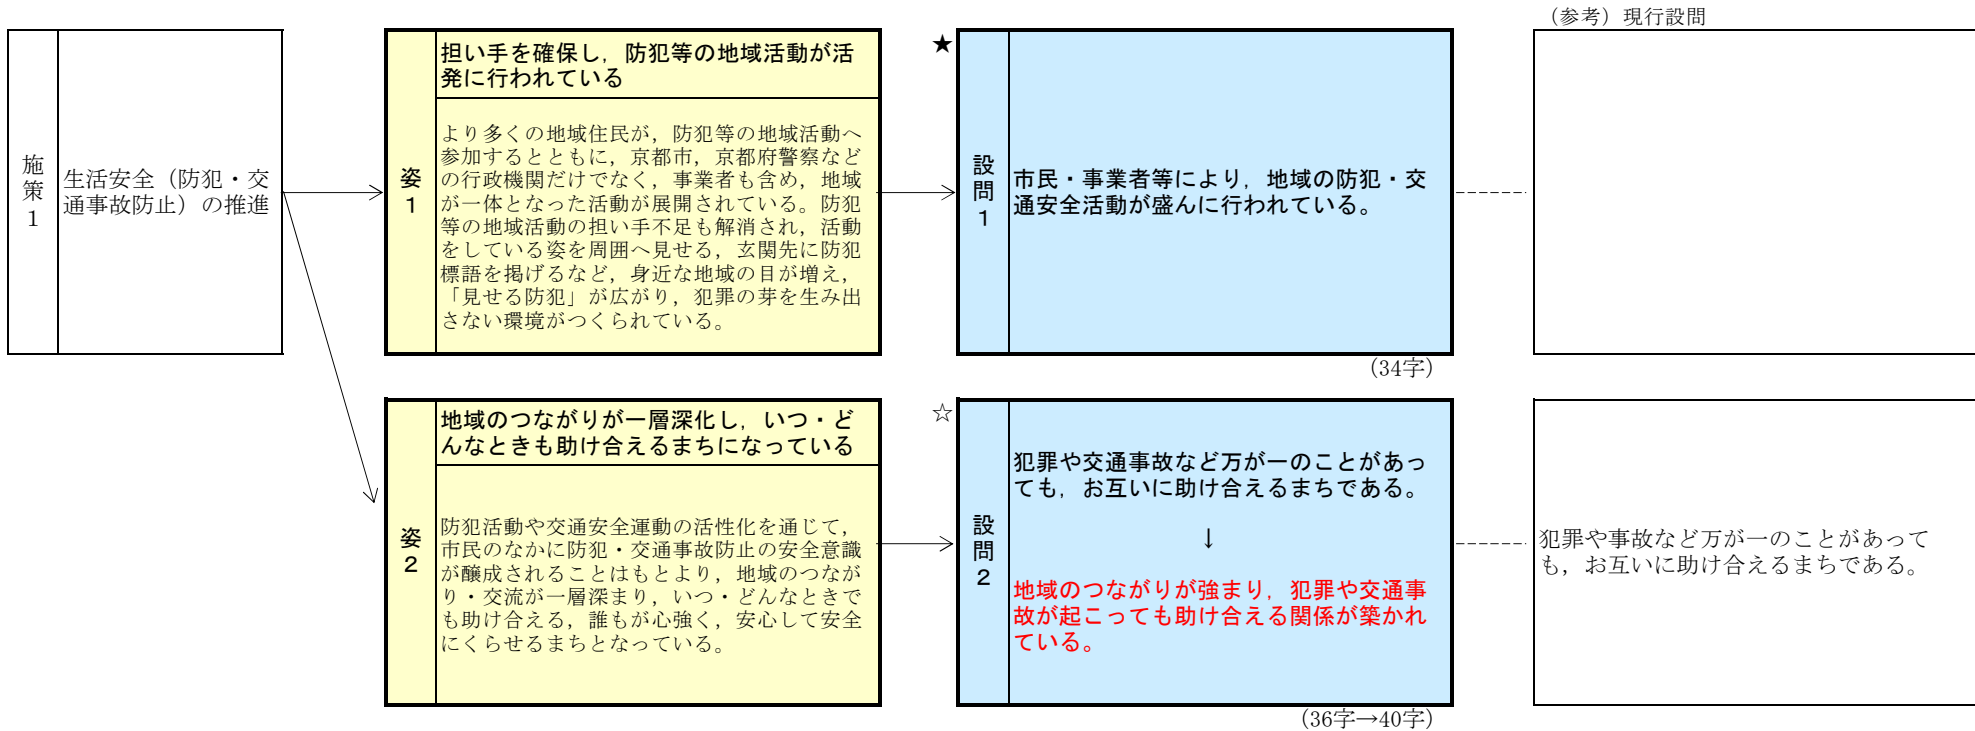 (参考)現行設問
施策1
生活安全(防犯・交
通事故防止)の推進
姿1
担い手を確保し,防犯等の地域活動が活
発に行われている
より多くの地域住民が,防犯等の地域活動へ
参加するとともに,京都市,京都府警察など
の行政機関だけでなく,事業者も含め,地域
が一体となった活動が展開されている。防犯
等の地域活動の担い手不足も解消され,活動
をしている姿を周囲へ見せる,玄関先に防犯
標語を掲げるなど,身近な地域の目が増え,
「見せる防犯」が広がり,犯罪の芽を生み出
さない環境がつくられている。
★
設問1
市民・事業者等により,地域の防犯・交
通安全活動が盛んに行われている。
(34字)
姿2
地域のつながりが一層深化し,いつ・ど
んなときも助け合えるまちになっている
防犯活動や交通安全運動の活性化を通じて,
市民のなかに防犯・交通事故防止の安全意識
が醸成されることはもとより,地域のつなが
り・交流が一層深まり,いつ・どんなときで
も助け合える,誰もが心強く,安心して安全
にくらせるまちとなっている。
☆
設問2
犯罪や交通事故など万が一のことがあっ
ても,お互いに助け合えるまちである。
↓
地域のつながりが強まり,犯罪や交通事
故が起こっても助け合える関係が築かれ
ている。
(36字→40字)
犯罪や事故など万が一のことがあって
も,お互いに助け合えるまちである。